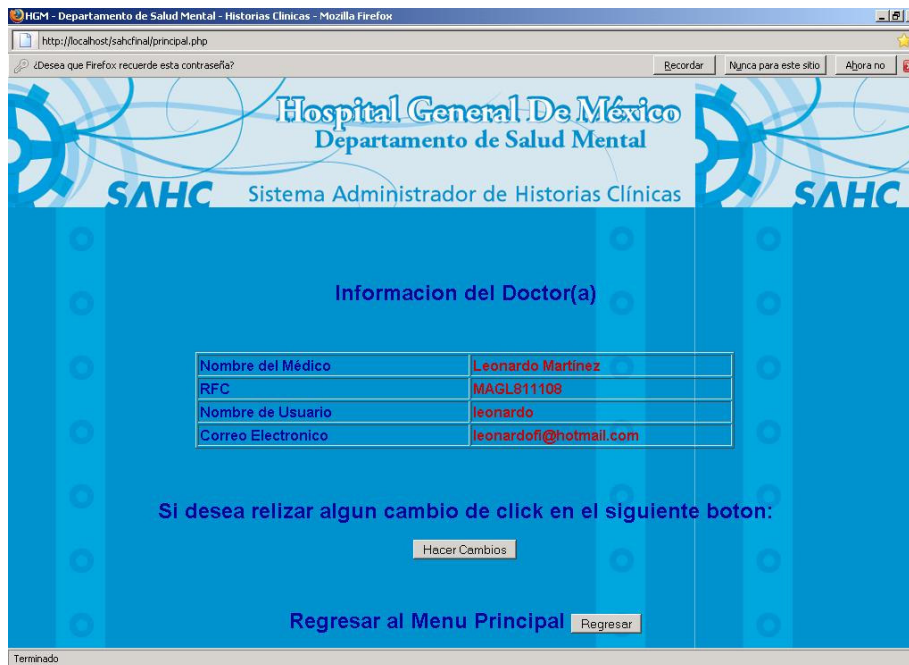 HGM - Departamento de Salud Mental - Historias Clinicas - Mozilla Firefox
http://localhost/sahcfinal/principal.php
¿Desea que Firefox recuerde esta contraseña? Recordar Nunca para este sitio Ahora no
Hospital General De México
Departamento de Salud Mental
SAHC Sistema Administrador de Historias Clínicas SAHC
Informacion del Doctor(a)
Nombre del Médico Leonardo Martínez
RFC MAGL811108
Nombre de Usuario leonardo
Correo Electronico leonardofi@hotmail.com
Si desea relizar algun cambio de click en el siguiente boton:
Hacer Cambios
Regresar al Menu Principal Regresar
Terminado